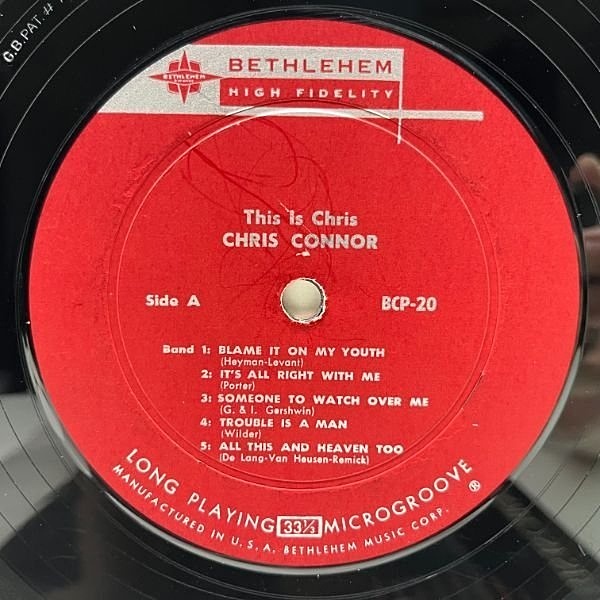 G.B PAT. #
BETHLEHEM
BETHLEHEM
HIGH FIDELITY
This Is Chris
CHRIS CONNOR
Side A
BCP-20
Band 1: BLAME IT ON MY YOUTH
(Heyman-Levant)
2: IT'S ALL RIGHT WITH ME
(Porter)
3: SOMEONE TO WATCH OVER ME
(G. & I. Gershwin)
4: TROUBLE IS A MAN
(Wilder)
5: ALL THIS AND HEAVEN TOO
(De Lang-Van Heusen-Remick)
LONG PLAYING 33⅓ MICROGROOVE ®
MANUFACTURED IN U.S.A. BETHLEHEM MUSIC CORP.